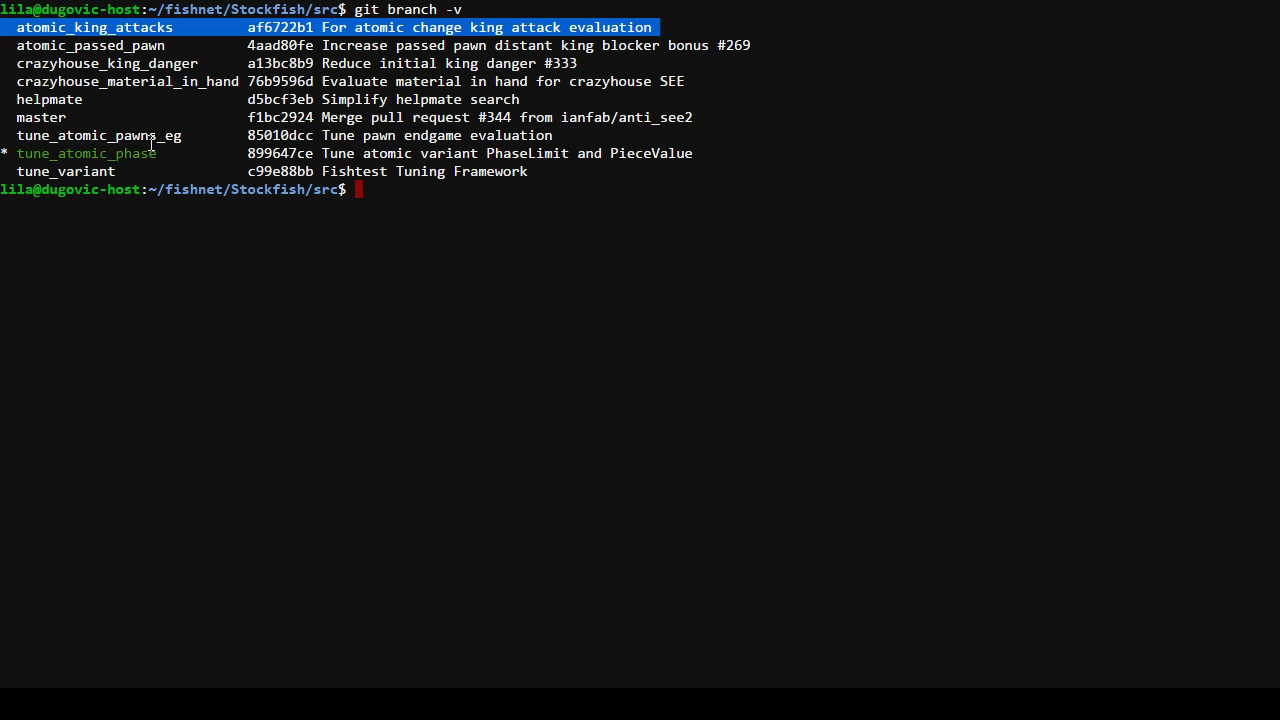 lila@dugovic-host:~/fishnet/Stockfish/src$ git branch -v
  atomic_king_attacks         af6722b1 For atomic change king attack evaluation
  atomic_passed_pawn          4aad80fe Increase passed pawn distant king blocker bonus #269
  crazyhouse_king_danger      a13bc8b9 Reduce initial king danger #333
  crazyhouse_material_in_hand 76b9596d Evaluate material in hand for crazyhouse SEE
  helpmate                    d5bcf3eb Simplify helpmate search
  master                      f1bc2924 Merge pull request #344 from ianfab/anti_see2
  tune_atomic_pawns_eg        85010dcc Tune pawn endgame evaluation
* tune_atomic_phase           899647ce Tune atomic variant PhaseLimit and PieceValue
  tune_variant                c99e88bb Fishtest Tuning Framework
lila@dugovic-host:~/fishnet/Stockfish/src$